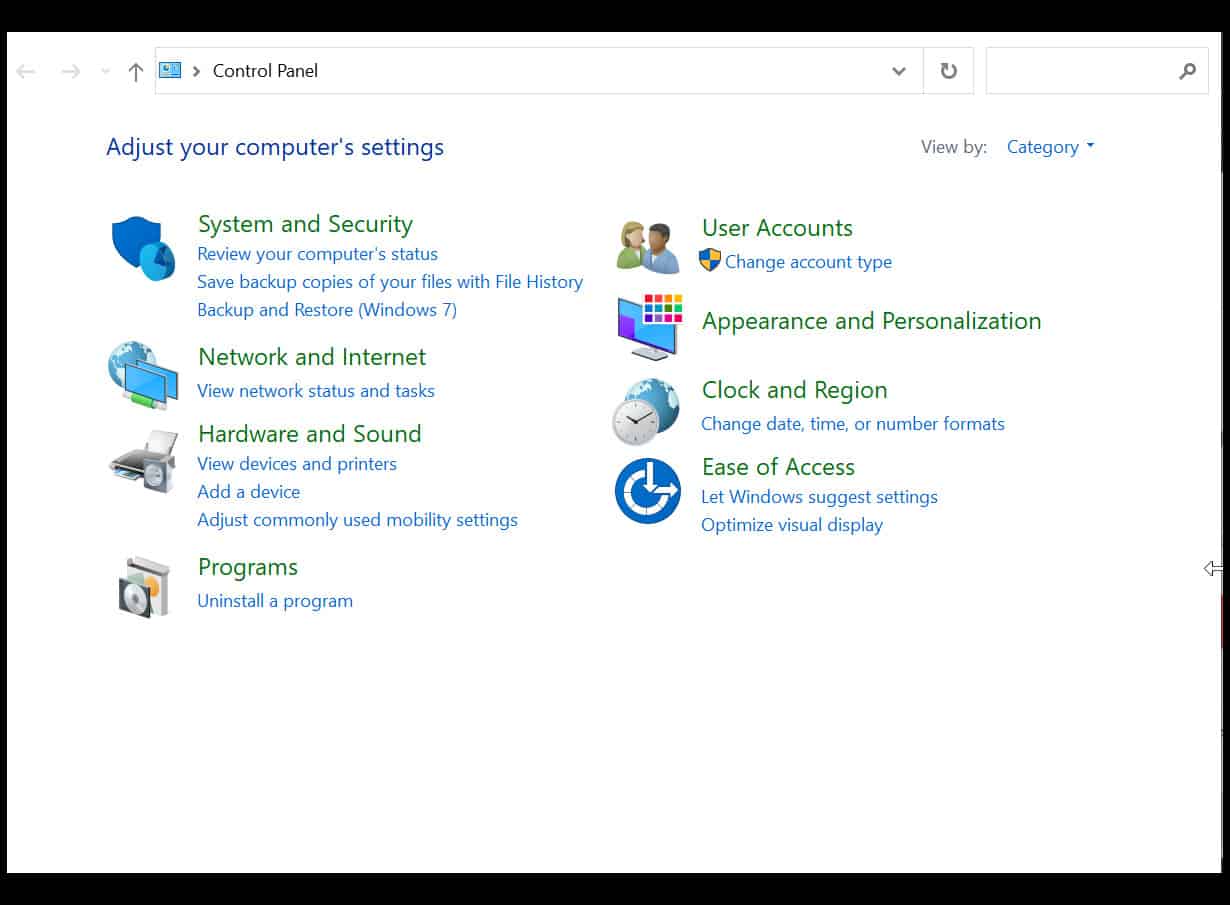 Control Panel
Adjust your computer's settings
View by: Category
System and Security
Review your computer's status
Save backup copies of your files with File History
Backup and Restore (Windows 7)
Network and Internet
View network status and tasks
Hardware and Sound
View devices and printers
Add a device
Adjust commonly used mobility settings
Programs
Uninstall a program
User Accounts
Change account type
Appearance and Personalization
Clock and Region
Change date, time, or number formats
Ease of Access
Let Windows suggest settings
Optimize visual display